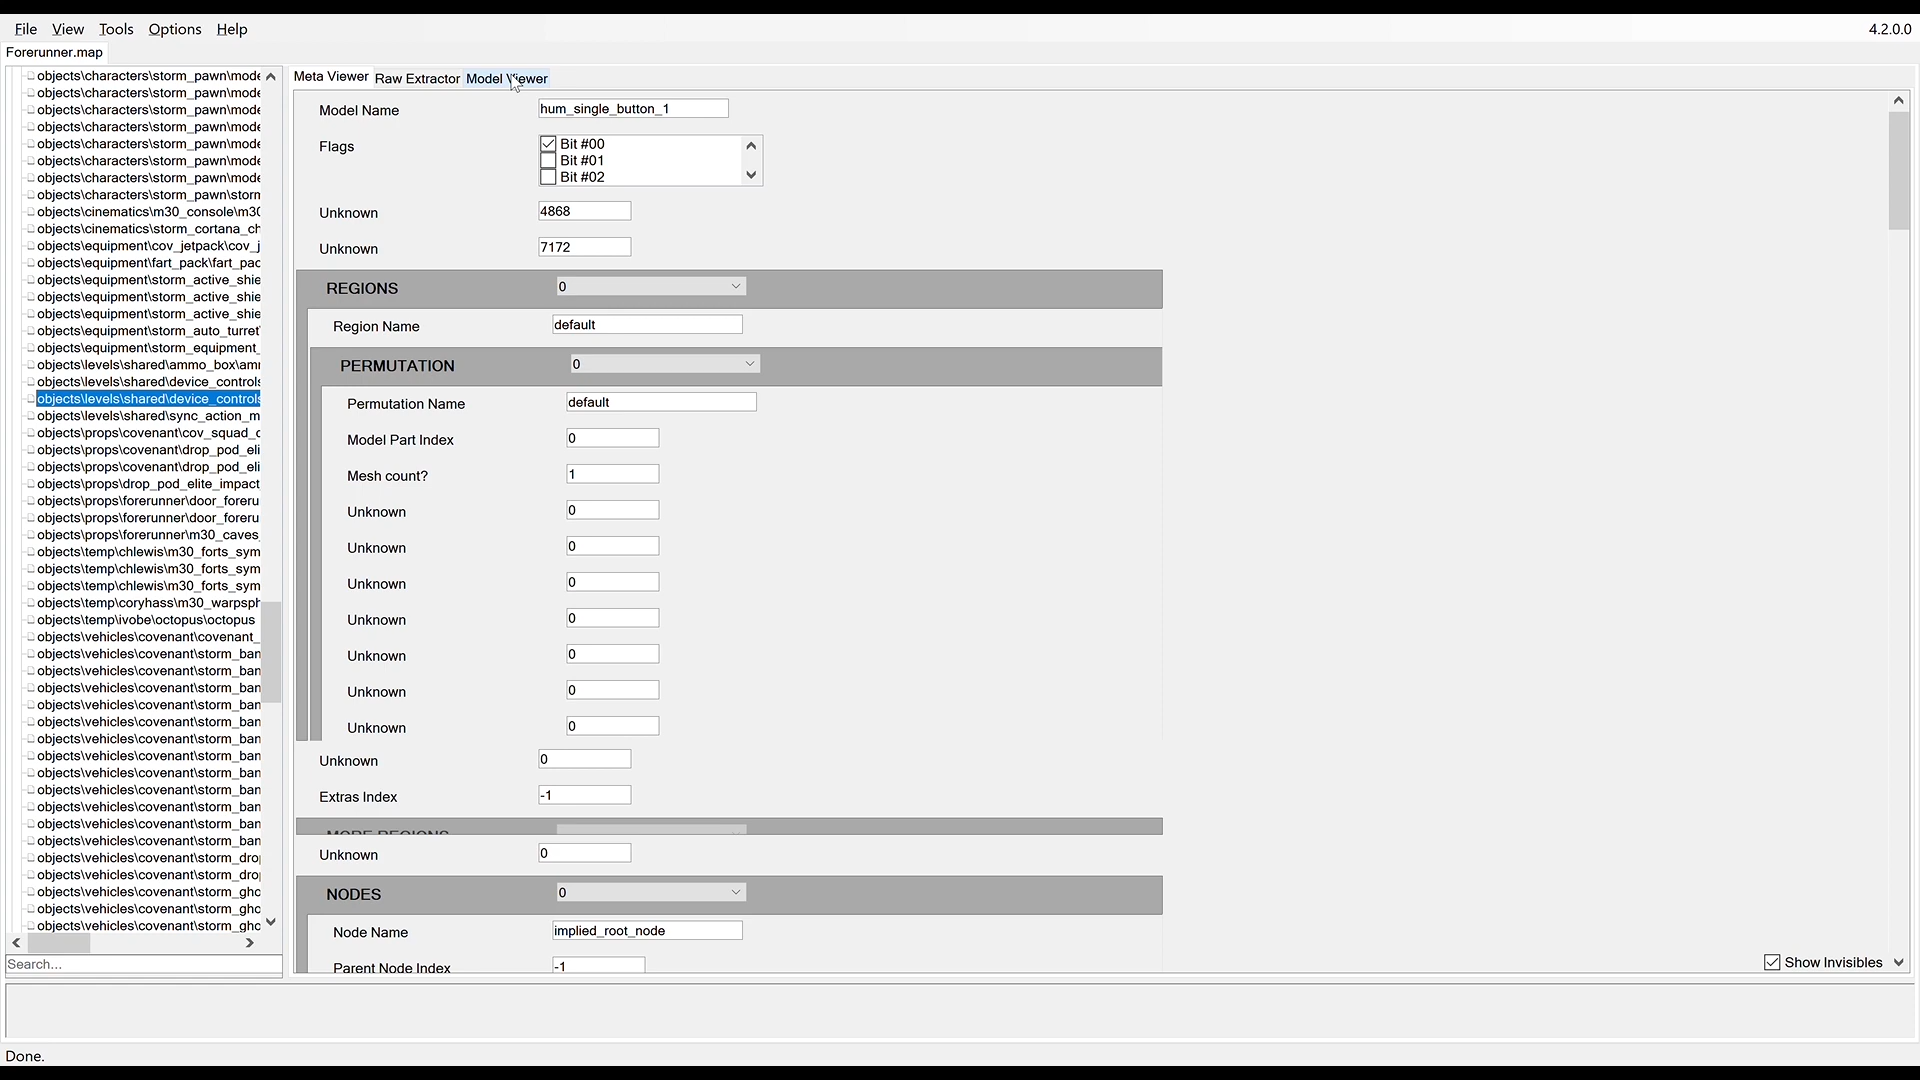 File View Tools Options Help 4.2.0.0
Forerunner.map
objects\characters\storm_pawn\mode
objects\characters\storm_pawn\mode
objects\characters\storm_pawn\mode
objects\characters\storm_pawn\mode
objects\characters\storm_pawn\mode
objects\characters\storm_pawn\mode
objects\characters\storm_pawn\mode
objects\characters\storm_pawn\storm
objects\cinematics\m30_console\m30
objects\cinematics\storm_cortana_ch
objects\equipment\cov_jetpack\cov_j
objects\equipment\fart_pack\fart_pac
objects\equipment\storm_active_shie
objects\equipment\storm_active_shie
objects\equipment\storm_active_shie
objects\equipment\storm_auto_turret\
objects\equipment\storm_equipment_
objects\levels\shared\ammo_box\am
objects\levels\shared\device_controls
objects\levels\shared\device_controls
objects\levels\shared\sync_action_m
objects\props\covenant\cov_squad_c
objects\props\covenant\drop_pod_eli
objects\props\covenant\drop_pod_eli
objects\props\drop_pod_elite_impact
objects\props\forerunner\door_foreru
objects\props\forerunner\door_foreru
objects\props\forerunner\m30_caves_
objects\temp\chlewis\m30_forts_sym
objects\temp\chlewis\m30_forts_sym
objects\temp\chlewis\m30_forts_sym
objects\temp\coryhass\m30_warpsph
objects\temp\ivobe\octopus\octopus
objects\vehicles\covenant\covenant_
objects\vehicles\covenant\storm_ban
objects\vehicles\covenant\storm_ban
objects\vehicles\covenant\storm_ban
objects\vehicles\covenant\storm_ban
objects\vehicles\covenant\storm_ban
objects\vehicles\covenant\storm_ban
objects\vehicles\covenant\storm_ban
objects\vehicles\covenant\storm_ban
objects\vehicles\covenant\storm_ban
objects\vehicles\covenant\storm_ban
objects\vehicles\covenant\storm_ban
objects\vehicles\covenant\storm_ban
objects\vehicles\covenant\storm_dro
objects\vehicles\covenant\storm_dro
objects\vehicles\covenant\storm_gho
objects\vehicles\covenant\storm_gho
objects\vehicles\covenant\storm_gho
Search...
Meta Viewer Raw Extractor Model Viewer
Model Name hum_single_button_1
Flags Bit #00
Bit #01
Bit #02
Unknown 4868
Unknown 7172
REGIONS 0
Region Name default
PERMUTATION 0
Permutation Name default
Model Part Index 0
Mesh count? 1
Unknown 0
Unknown 0
Unknown 0
Unknown 0
Unknown 0
Unknown 0
Unknown 0
Unknown 0
Extras Index -1
MORE REGIONS
Unknown 0
NODES 0
Node Name implied_root_node
Parent Node Index -1
Show Invisibles
Done.